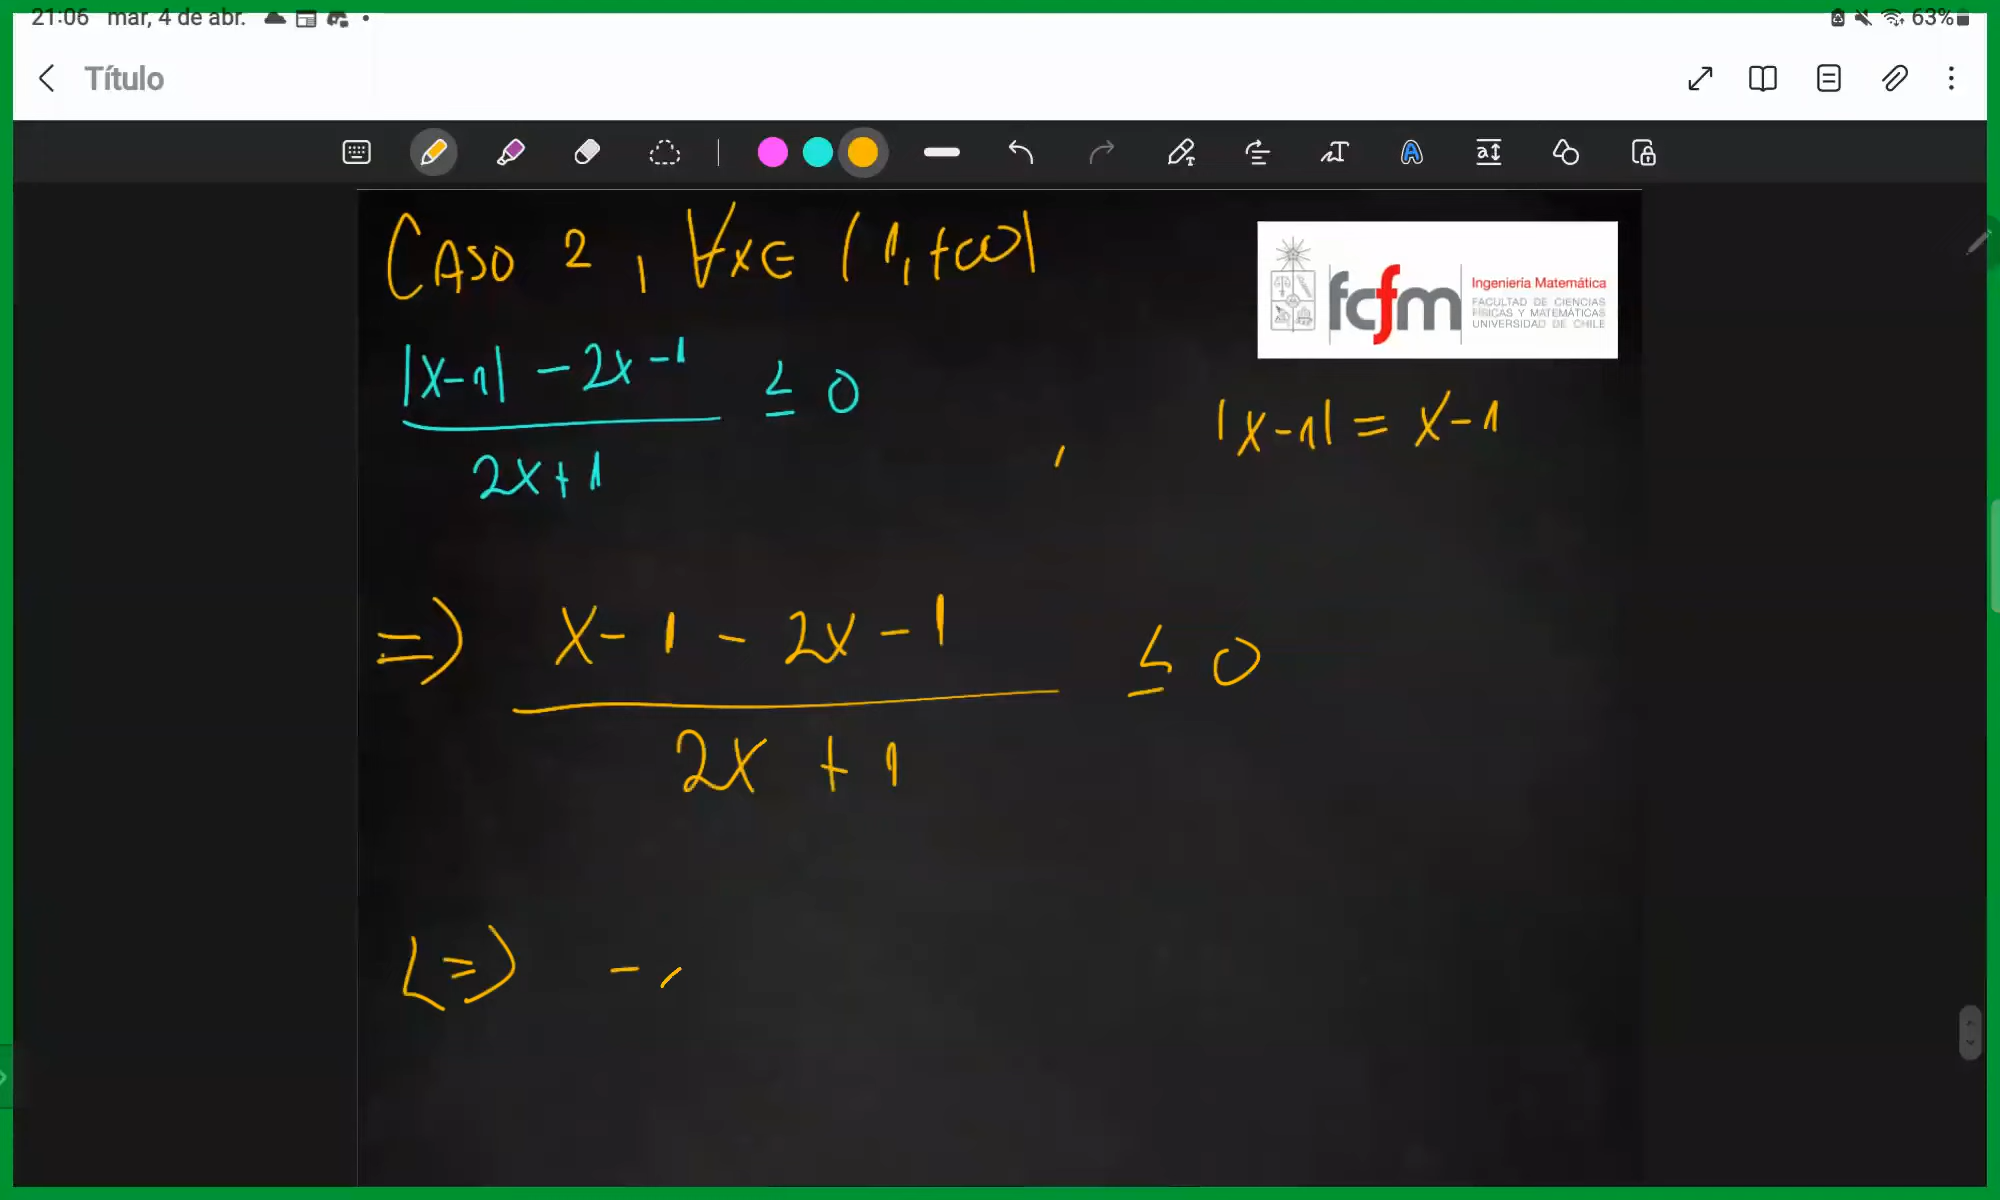 21:06 mar, 4 de abr. 63%
Título
CASO 2, ∀x∈ (1,+∞)
fcfm
Ingeniería Matemática
FACULTAD DE CIENCIAS
FÍSICAS Y MATEMÁTICAS
UNIVERSIDAD DE CHILE
|x-1| - 2x - 1
≤ 0
2x+1
, |x-1| = x-1
=> x - 1 - 2x - 1
≤ 0
2x + 1
<=> -